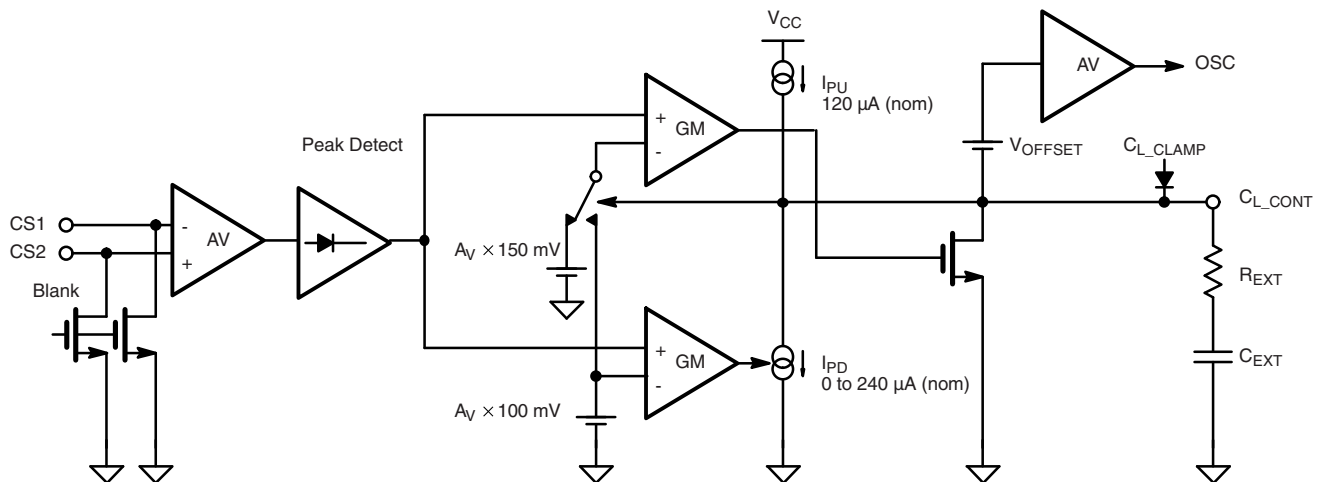 V_CC
AV
OSC
I_PU
120 µA (nom)
+
GM
-
Peak Detect
V_OFFSET
C_L_CLAMP
C_L_CONT
CS1
-
AV
CS2
+
A_V × 150 mV
Blank
R_EXT
+
GM
-
I_PD
0 to 240 µA (nom)
C_EXT
A_V × 100 mV